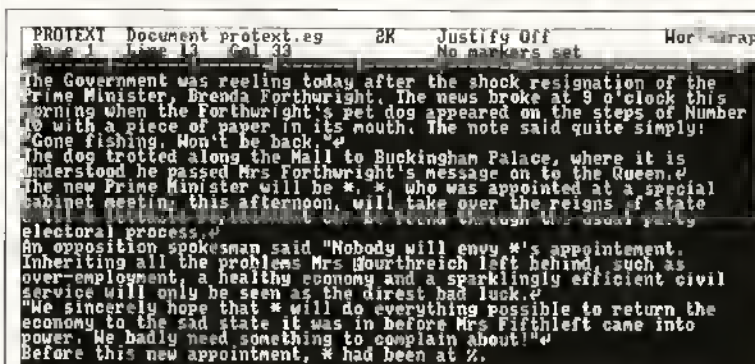 PROTEXT Document protext.eg 2K Justify Off Word-wrap
Page 1 Line 13 Col 33 No markers set
The Government was reeling today after the shock resignation of the
Prime Minister, Brenda Forthwright. The news broke at 9 o'clock this
morning when the Forthwright's pet dog appeared on the steps of Number
10 with a piece of paper in its mouth. The note said quite simply:
"Gone fishing. Won't be back."↵
The dog trotted along the Mall to Buckingham Palace, where it is
understood he passed Mrs Forthwright's message on to the Queen.↵
The new Prime Minister will be *. *, who was appointed at a special
cabinet meeting this afternoon, will take over the reigns of state
can be found through the usual party
electoral process.↵
An opposition spokesman said "Nobody will envy *'s appointement.
Inheriting all the problems Mrs Fourthreich left behind, such as
over-employment, a healthy economy and a sparklingly efficient civil
service will only be seen as the direst bad luck.↵
"We sincerely hope that * will do everything possible to return the
economy to the sad state it was in before Mrs Fifthleft came into
power. We badly need something to complain about!"↵
Before this new appointment, * had been at %.